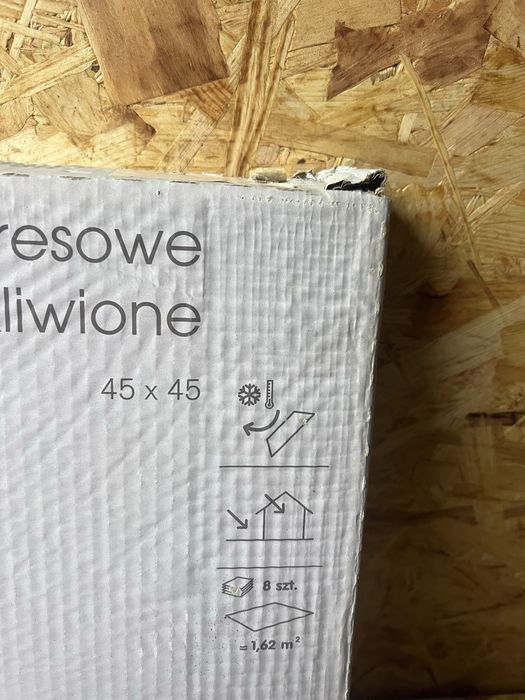 resowe
liwione
45 x 45
8 szt.
= 1,62 m²